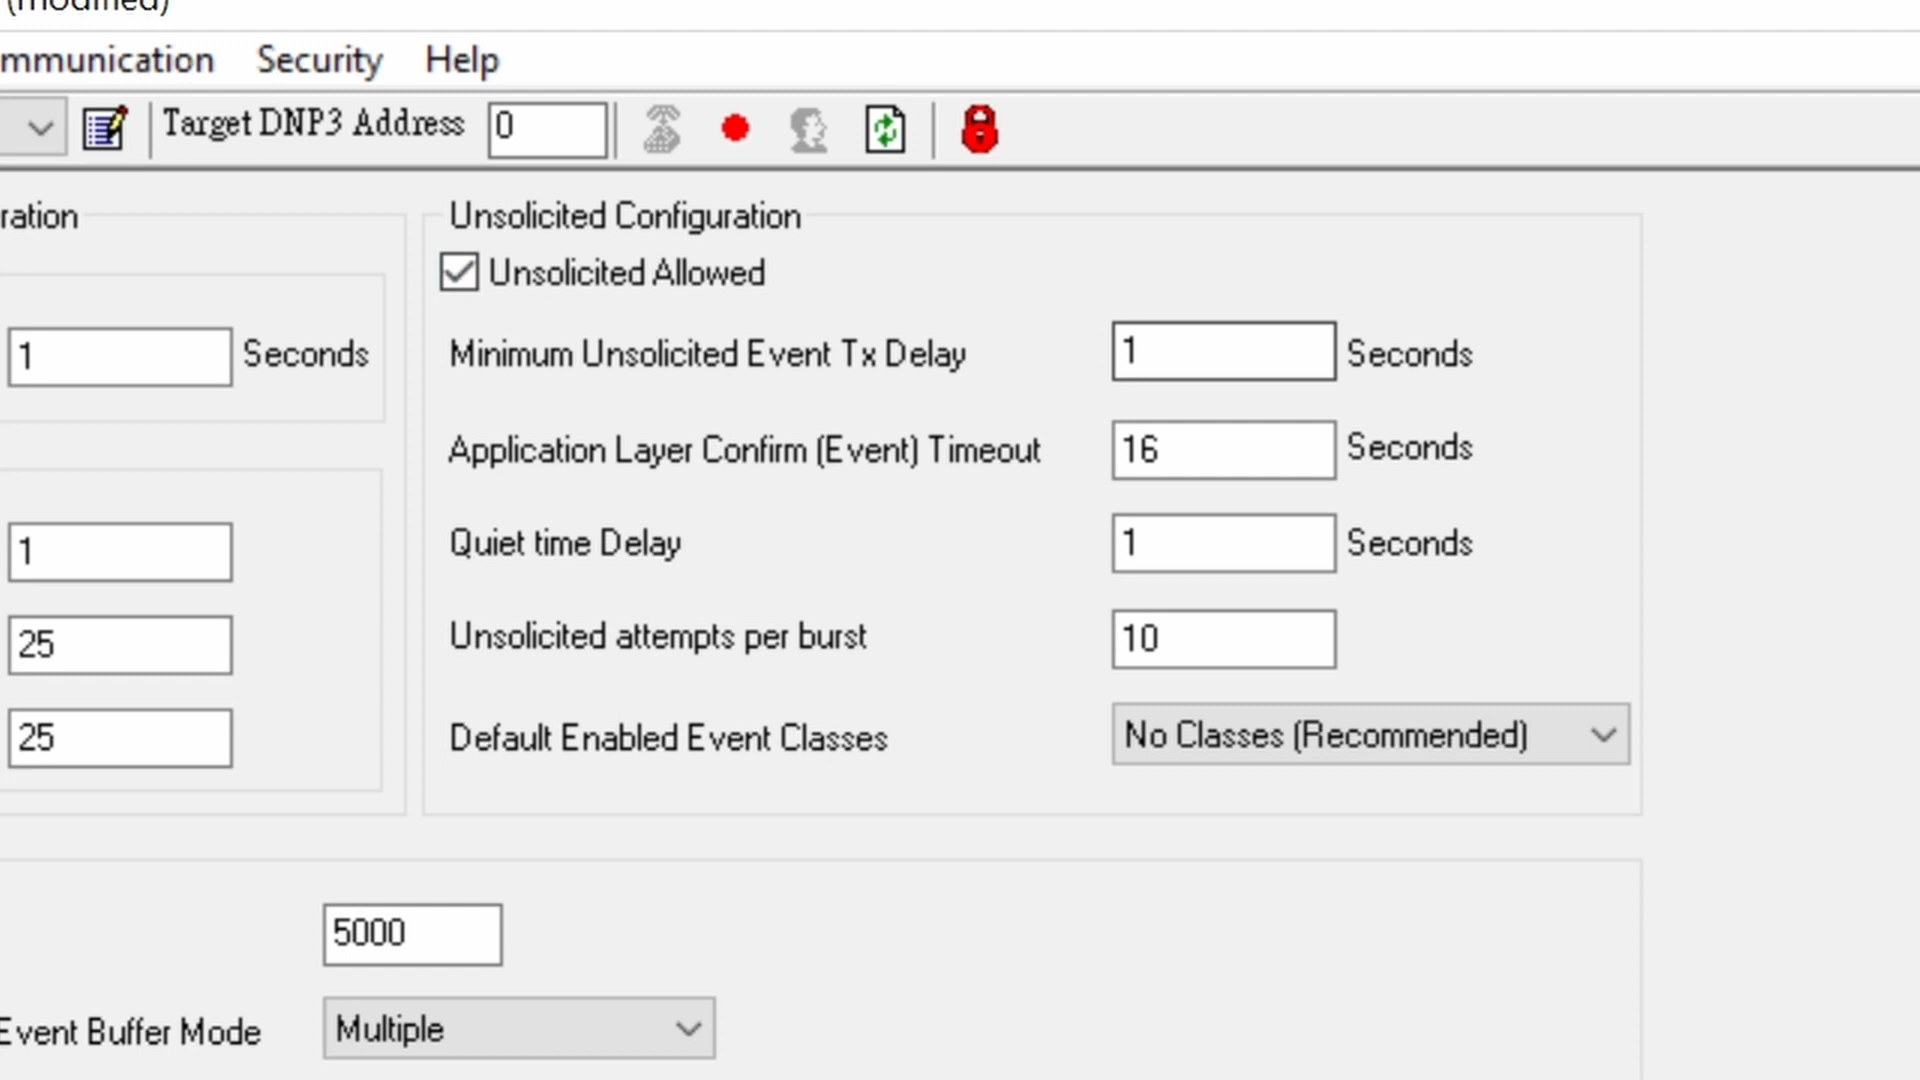 (modified)
mmunication Security Help
Target DNP3 Address 0
ration
1 Seconds
1
25
25
Unsolicited Configuration
Unsolicited Allowed
Minimum Unsolicited Event Tx Delay 1 Seconds
Application Layer Confirm (Event) Timeout 16 Seconds
Quiet time Delay 1 Seconds
Unsolicited attempts per burst 10
Default Enabled Event Classes No Classes (Recommended)
5000
Event Buffer Mode Multiple